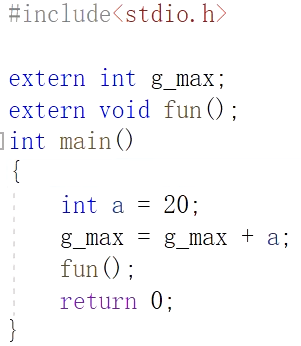 #include<stdio.h>
extern int g_max;
extern void fun();
int main()
{
int a = 20;
g_max = g_max + a;
fun();
return 0;
}